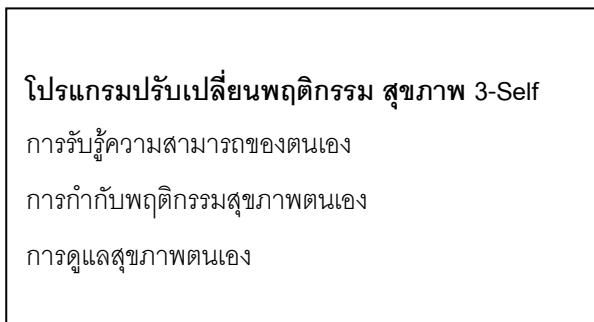 โปรแกรมปรับเปลี่ยนพฤติกรรม สุขภาพ 3-Self
การรับรู้ความสามารถของตนเอง
การกำกับพฤติกรรมสุขภาพตนเอง
การดูแลสุขภาพตนเอง